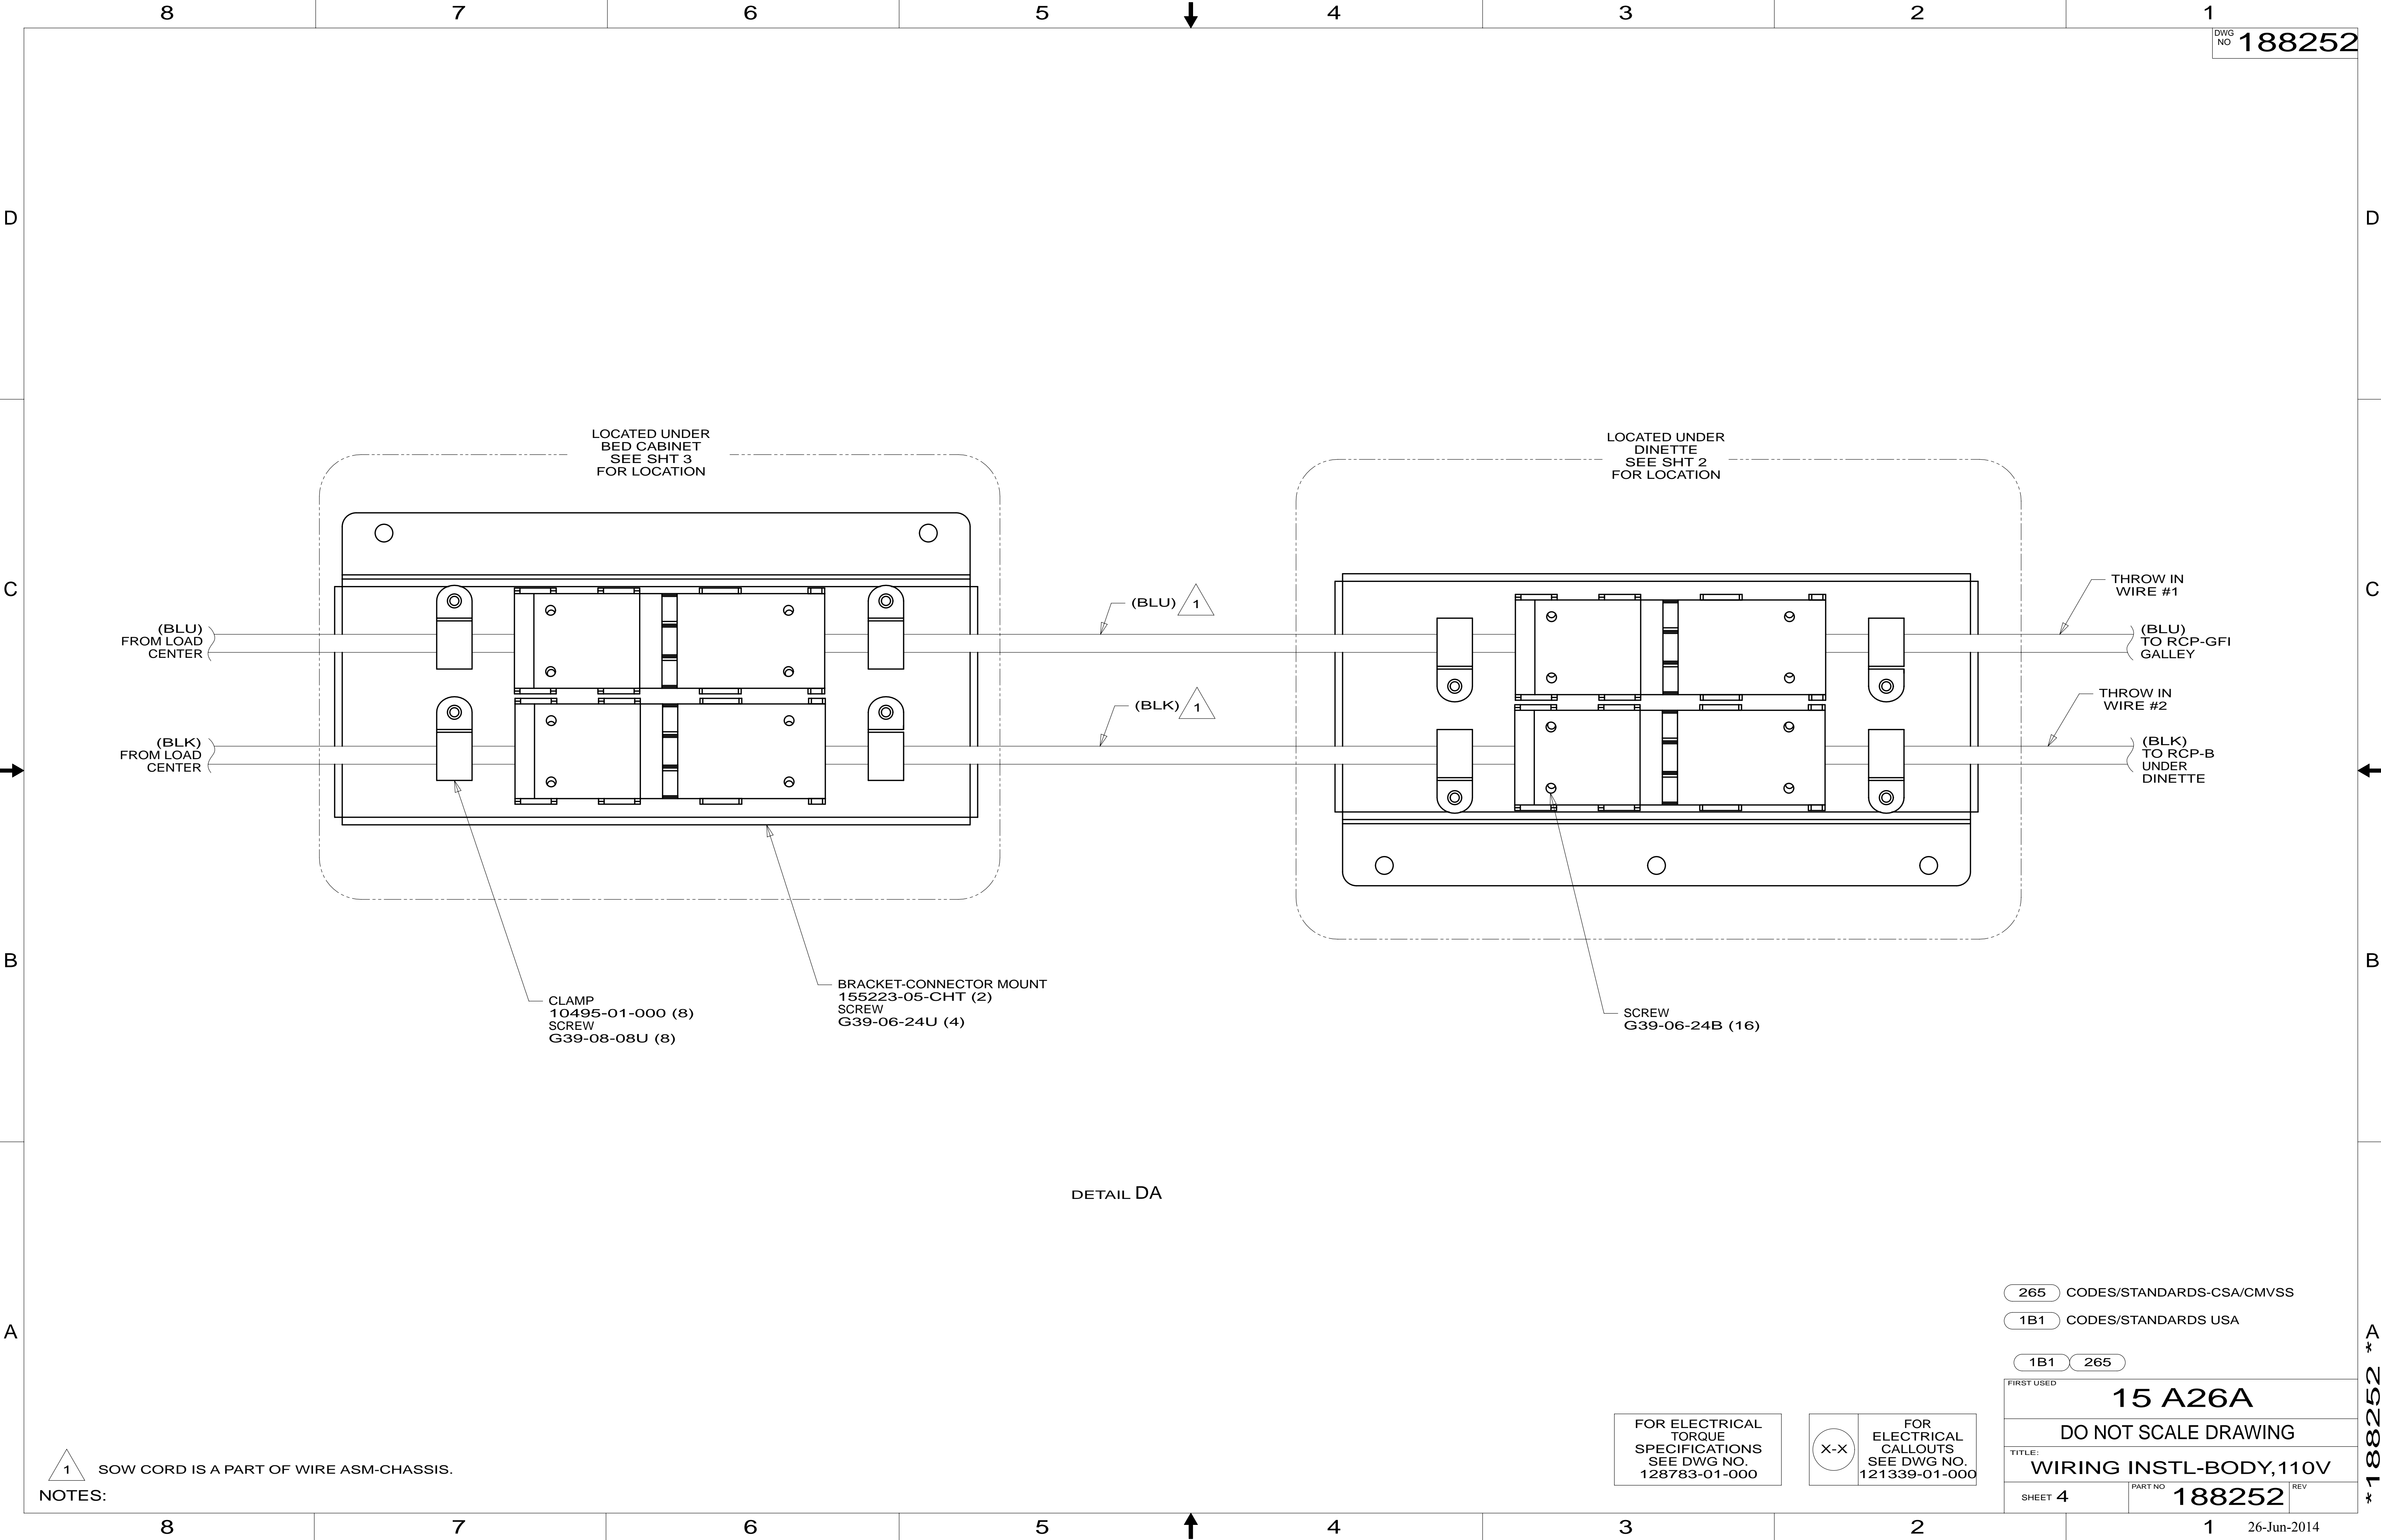 8 7 6 5 4 3 2 1
DWG
NO 188252
D D
LOCATED UNDER
BED CABINET
SEE SHT 3
FOR LOCATION
LOCATED UNDER
DINETTE
SEE SHT 2
FOR LOCATION
C C
(BLU)
FROM LOAD
CENTER
(BLK)
FROM LOAD
CENTER
(BLU) 1
(BLK) 1
THROW IN
WIRE #1
(BLU)
TO RCP-GFI
GALLEY
THROW IN
WIRE #2
(BLK)
TO RCP-B
UNDER
DINETTE
B B
CLAMP
10495-01-000 (8)
SCREW
G39-08-08U (8)
BRACKET-CONNECTOR MOUNT
155223-05-CHT (2)
SCREW
G39-06-24U (4)
SCREW
G39-06-24B (16)
DETAIL DA
A A
265 CODES/STANDARDS-CSA/CMVSS
1B1 CODES/STANDARDS USA
1B1 265
FIRST USED
15 A26A
DO NOT SCALE DRAWING
TITLE:
WIRING INSTL-BODY,110V
SHEET 4
PART NO 188252
REV
*188252*
FOR ELECTRICAL
TORQUE
SPECIFICATIONS
SEE DWG NO.
128783-01-000
X-X
FOR
ELECTRICAL
CALLOUTS
SEE DWG NO.
121339-01-000
1 SOW CORD IS A PART OF WIRE ASM-CHASSIS.
NOTES:
8 7 6 5 4 3 2 1
26-Jun-2014